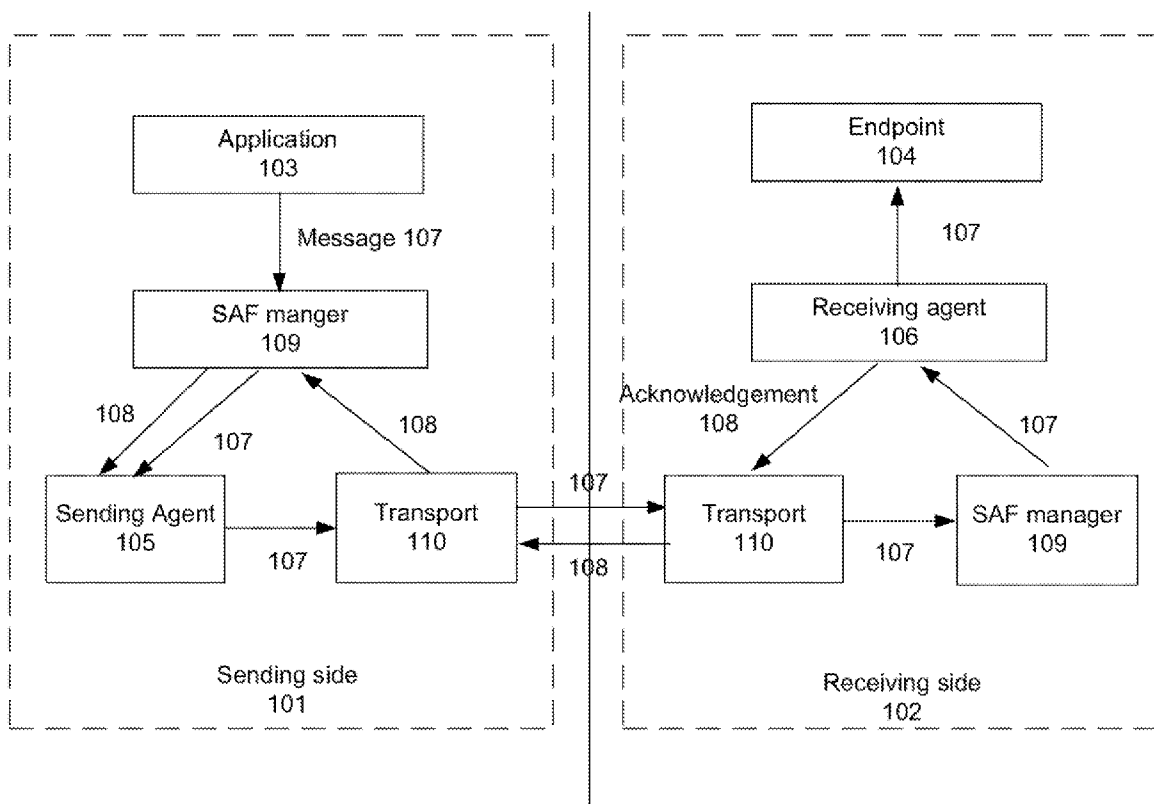 Application
103
Message 107
SAF manger
109
108
107
108
Sending Agent
105
107
Transport
110
Sending side
101
107
108
Endpoint
104
107
Receiving agent
106
Acknowledgement
108
107
Transport
110
107
SAF manager
109
Receiving side
102